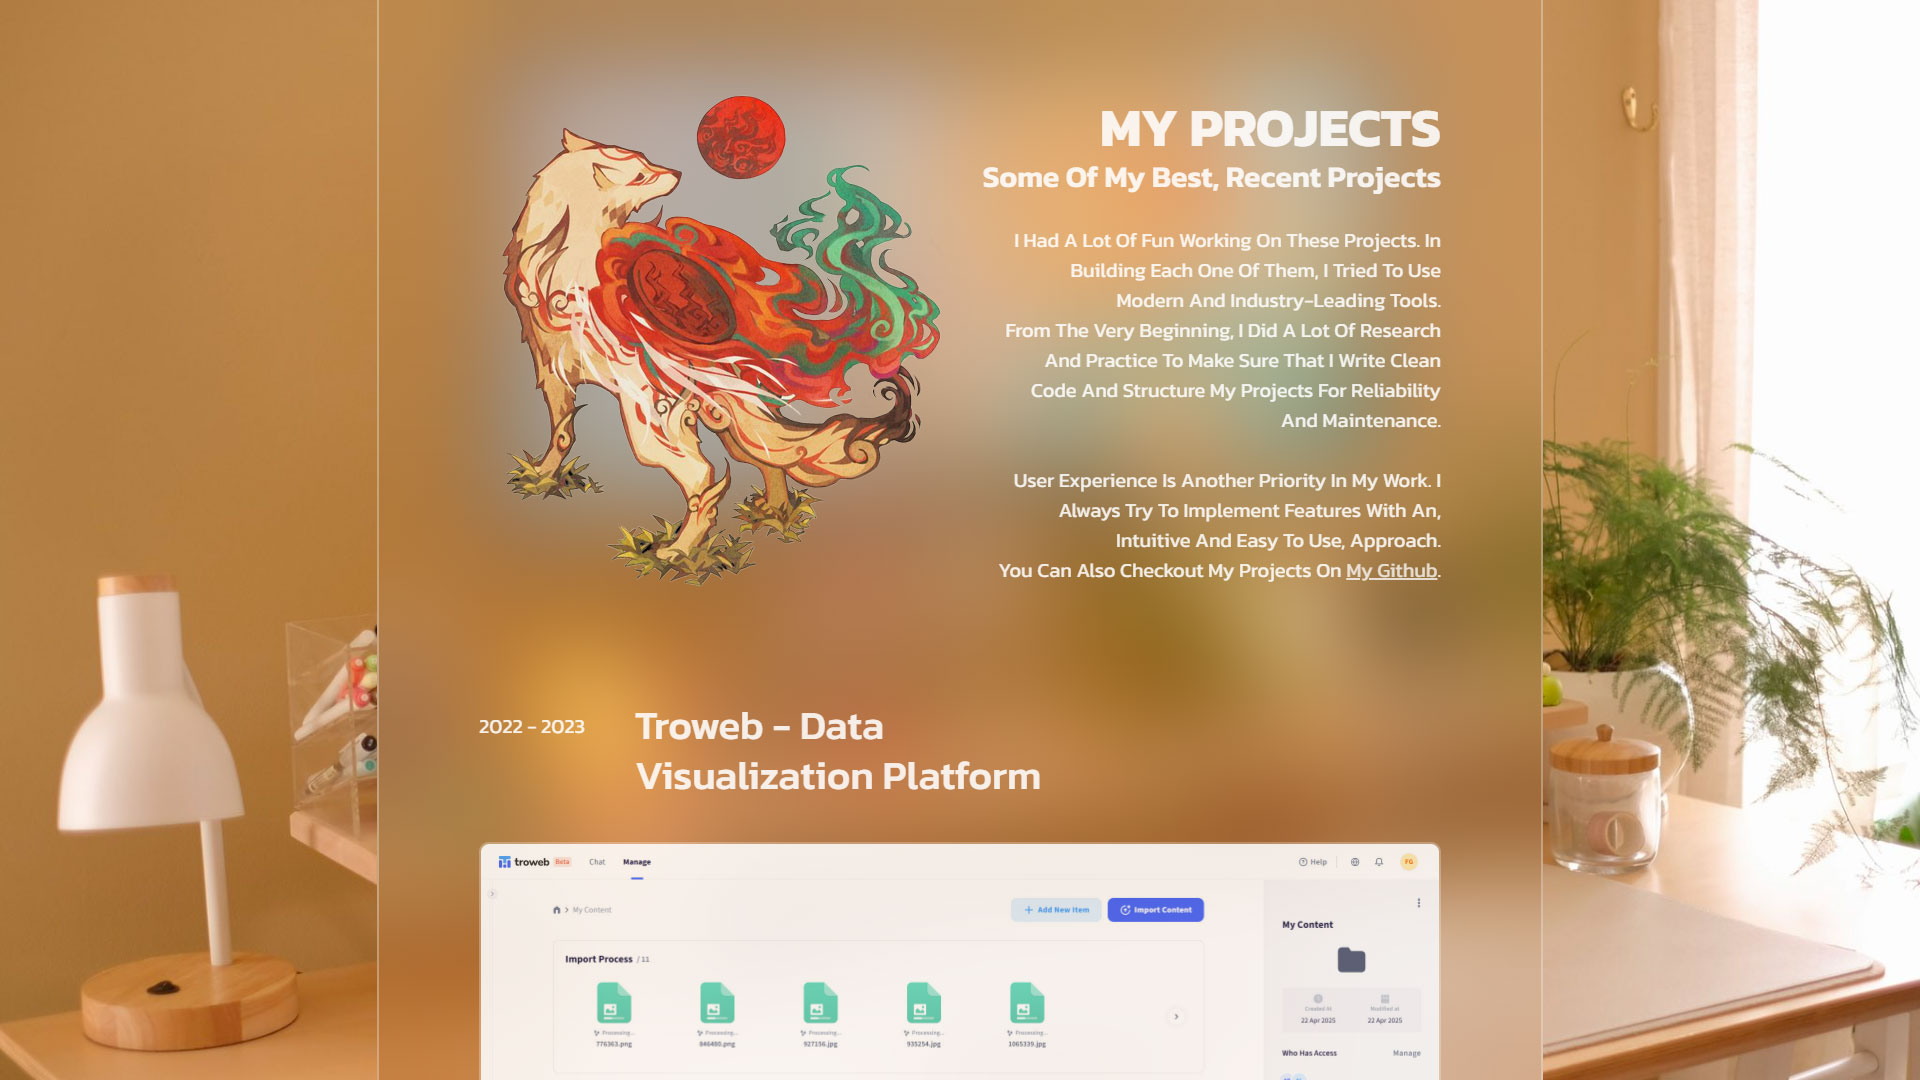 MY PROJECTS
Some Of My Best, Recent Projects
I Had A Lot Of Fun Working On These Projects. In
Building Each One Of Them, I Tried To Use
Modern And Industry-Leading Tools.
From The Very Beginning, I Did A Lot Of Research
And Practice To Make Sure That I Write Clean
Code And Structure My Projects For Reliability
And Maintenance.
User Experience Is Another Priority In My Work. I
Always Try To Implement Features With An,
Intuitive And Easy To Use, Approach.
You Can Also Checkout My Projects On My Github.
2022 - 2023
Troweb - Data
Visualization Platform
troweb Beta Chat Manage Help FG
My Content Add New Item Import Content
My Content
Import Process / 11
Processing... Processing... Processing... Processing... Processing...
776363.png 846480.png 927156.jpg 935254.jpg 1065339.jpg
Created At Modified at
22 Apr 2025 22 Apr 2025
Who Has Access Manage